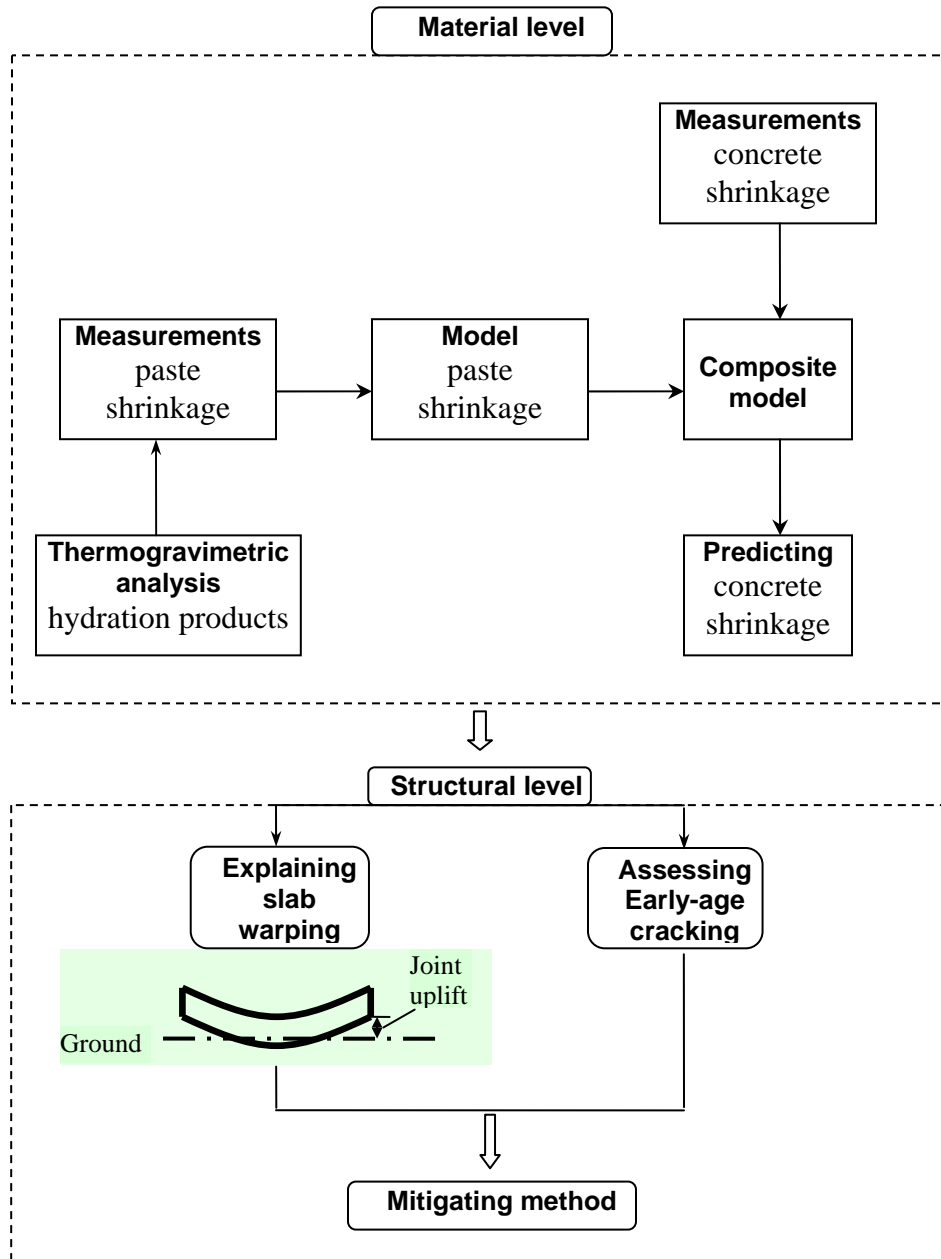 Material level
Measurements
concrete
shrinkage
Measurements
paste
shrinkage
Model
paste
shrinkage
Composite
model
Thermogravimetric
analysis
hydration products
Predicting
concrete
shrinkage
Structural level
Explaining
slab
warping
Assessing
Early-age
cracking
Joint
uplift
Ground
Mitigating method